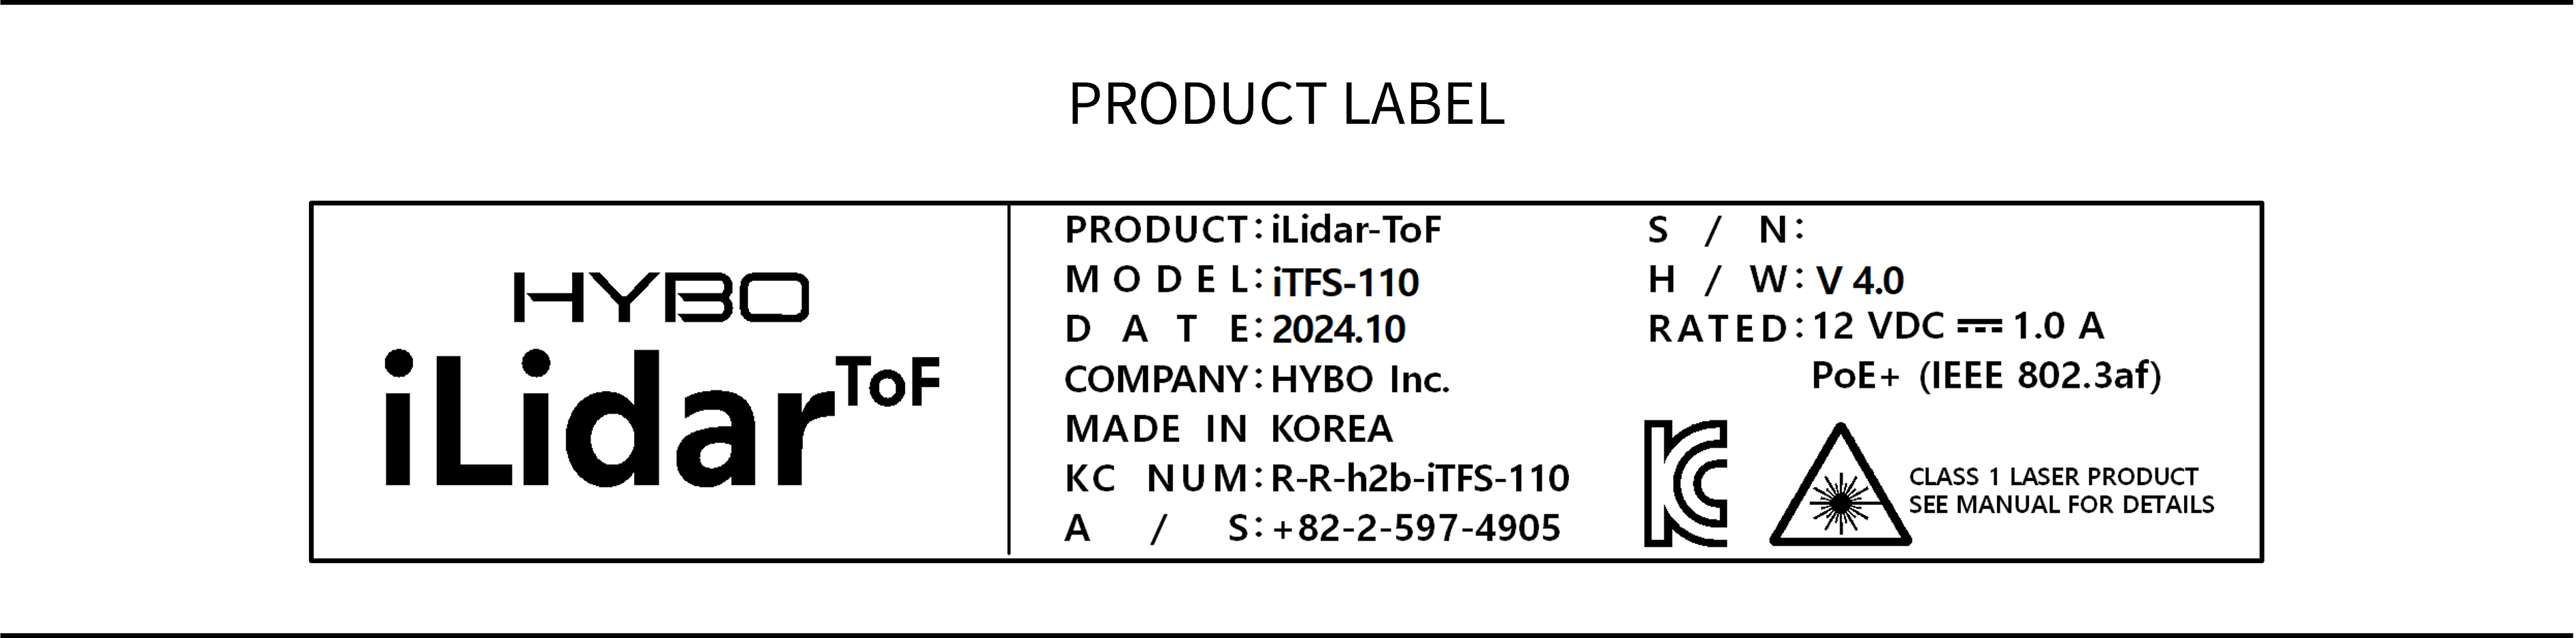 PRODUCT LABEL
HYBO
iLidar ToF
PRODUCT: iLidar-ToF
MODEL: iTFS-110
DATE: 2024.10
COMPANY: HYBO Inc.
MADE IN KOREA
KC NUM: R-R-h2b-iTFS-110
A / S: +82-2-597-4905
S / N:
H / W: V 4.0
RATED: 12 VDC ⎓ 1.0 A
PoE+ (IEEE 802.3af)
KC
CLASS 1 LASER PRODUCT
SEE MANUAL FOR DETAILS